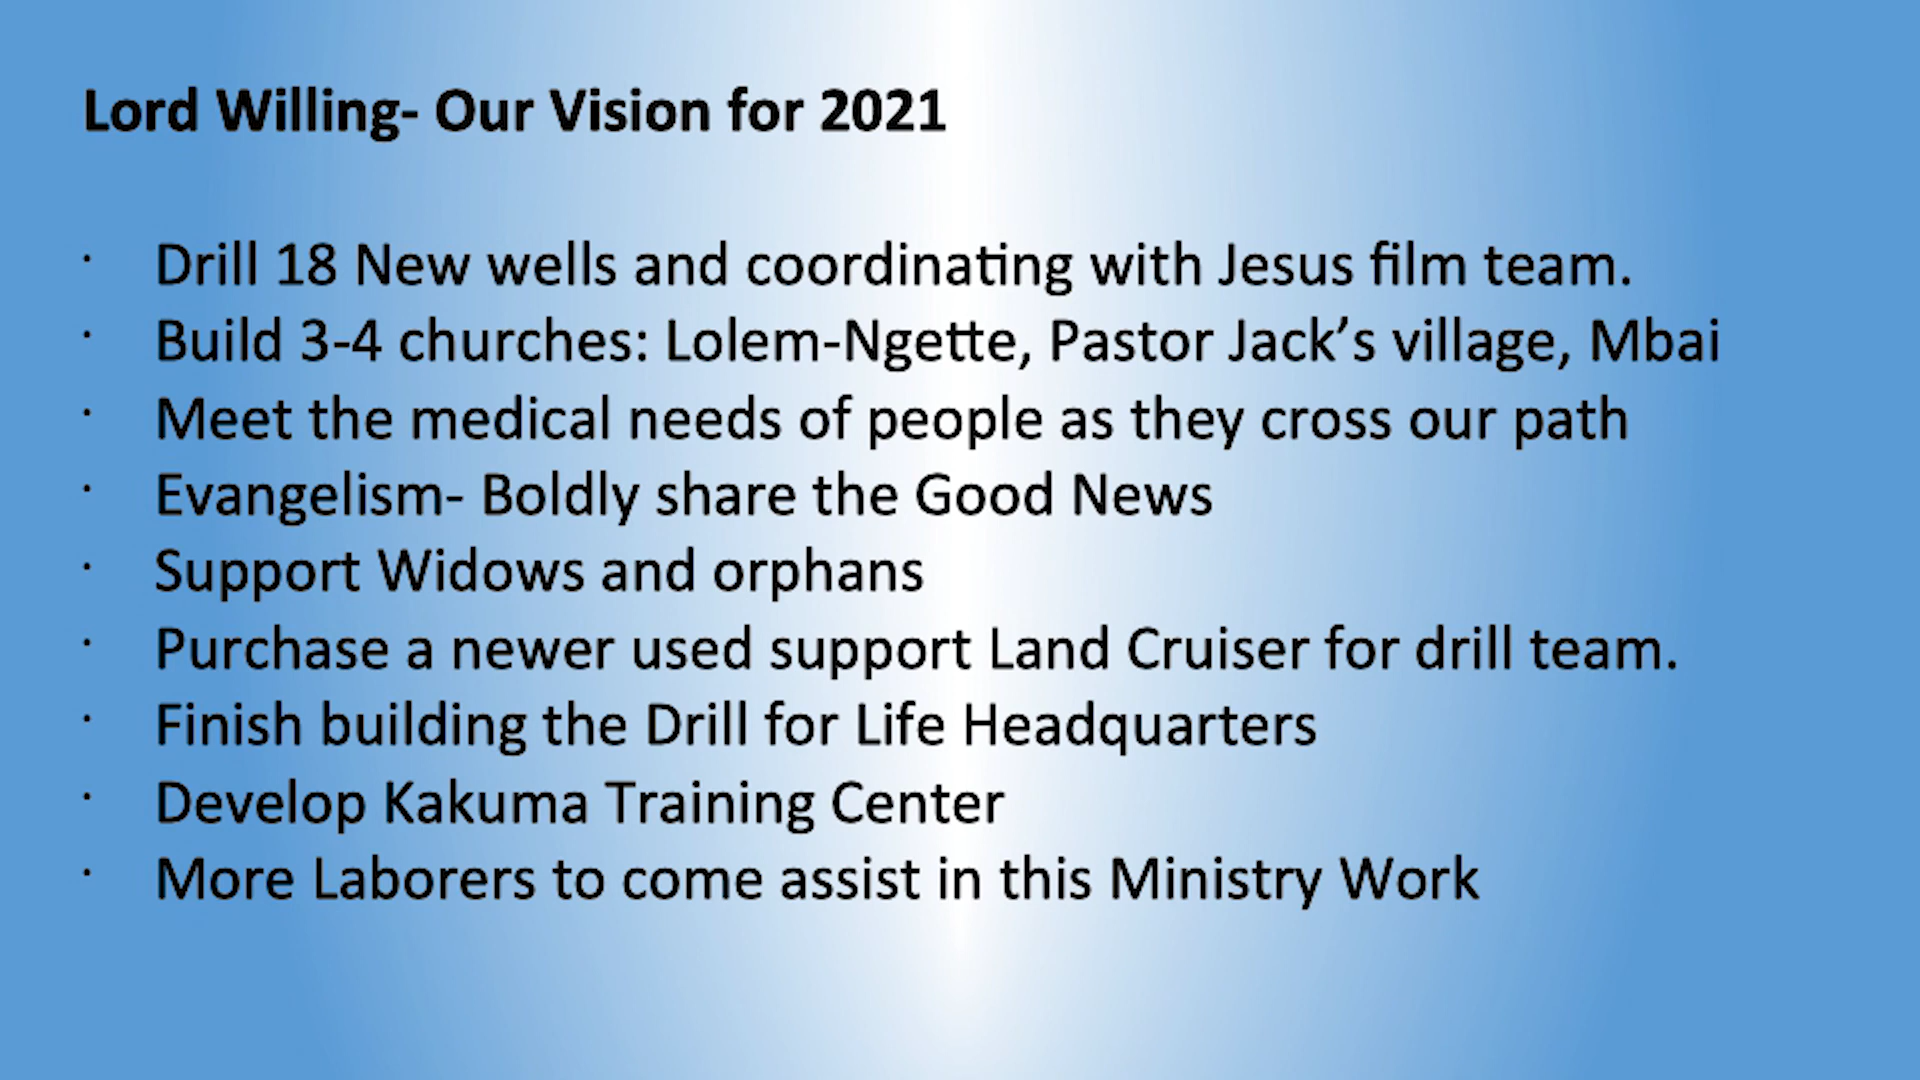 Lord Willing- Our Vision for 2021
· Drill 18 New wells and coordinating with Jesus film team.
· Build 3-4 churches: Lolem-Ngette, Pastor Jack’s village, Mbai
· Meet the medical needs of people as they cross our path
· Evangelism- Boldly share the Good News
· Support Widows and orphans
· Purchase a newer used support Land Cruiser for drill team.
· Finish building the Drill for Life Headquarters
· Develop Kakuma Training Center
· More Laborers to come assist in this Ministry Work